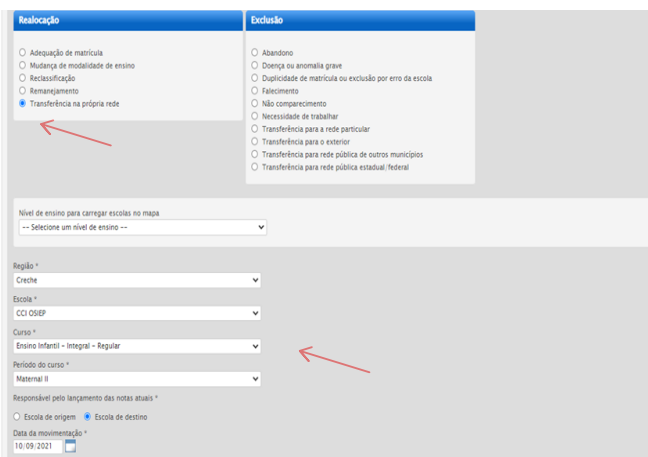 Realocação
Adequação de matrícula
Mudança de modalidade de ensino
Reclassificação
Remanejamento
Transferência na própria rede
Exclusão
Abandono
Doença ou anomalia grave
Duplicidade de matrícula ou exclusão por erro da escola
Falecimento
Não comparecimento
Necessidade de trabalhar
Transferência para a rede particular
Transferência para o exterior
Transferência para rede pública de outros municípios
Transferência para rede pública estadual/federal
Nível de ensino para carregar escolas no mapa
-- Selecione um nível de ensino --
Região *
Creche
Escola *
CCI OSIEP
Curso *
Ensino Infantil - Integral - Regular
Período do curso *
Maternal II
Responsável pelo lançamento das notas atuais *
Escola de origem Escola de destino
Data da movimentação *
10/09/2021